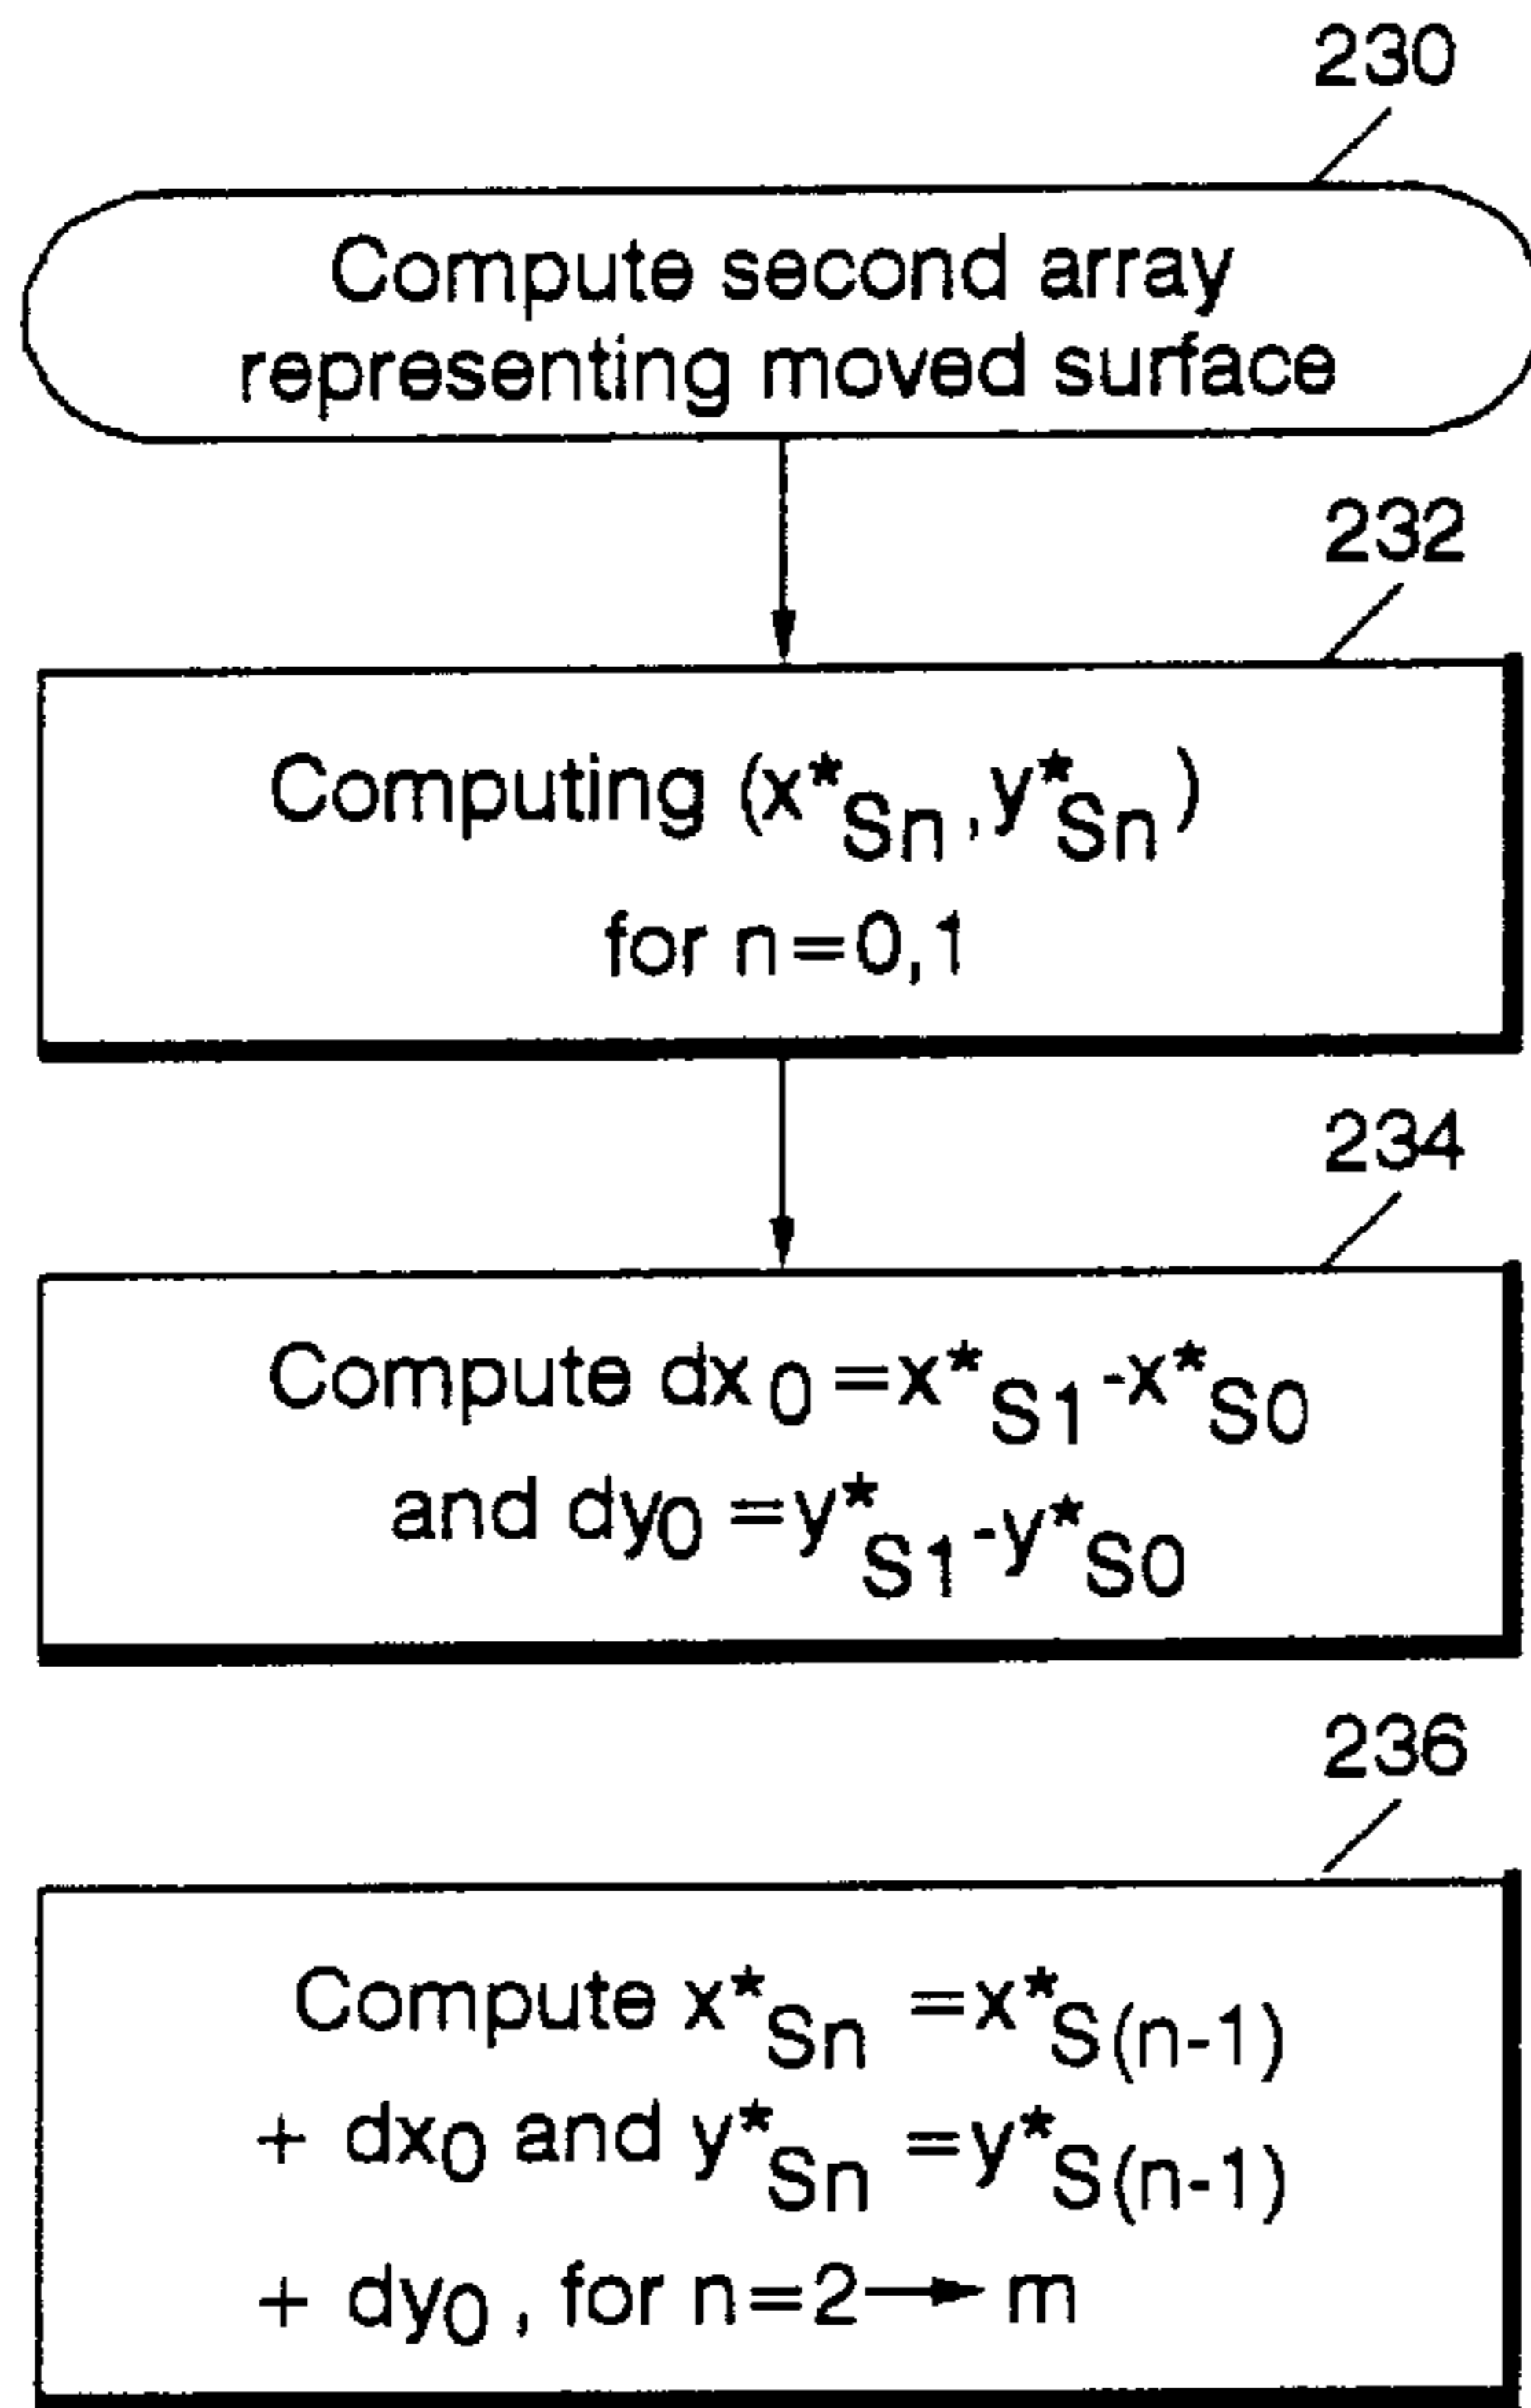 230
Compute second array
representing moved surface
232
Computing (x*Sn,y*Sn)
for n=0,1
234
Compute dx0=x*S1-x*S0
and dy0=y*S1-y*S0
236
Compute x*Sn=x*S(n-1)
+ dx0 and y*Sn=y*S(n-1)
+ dy0, for n=2→m